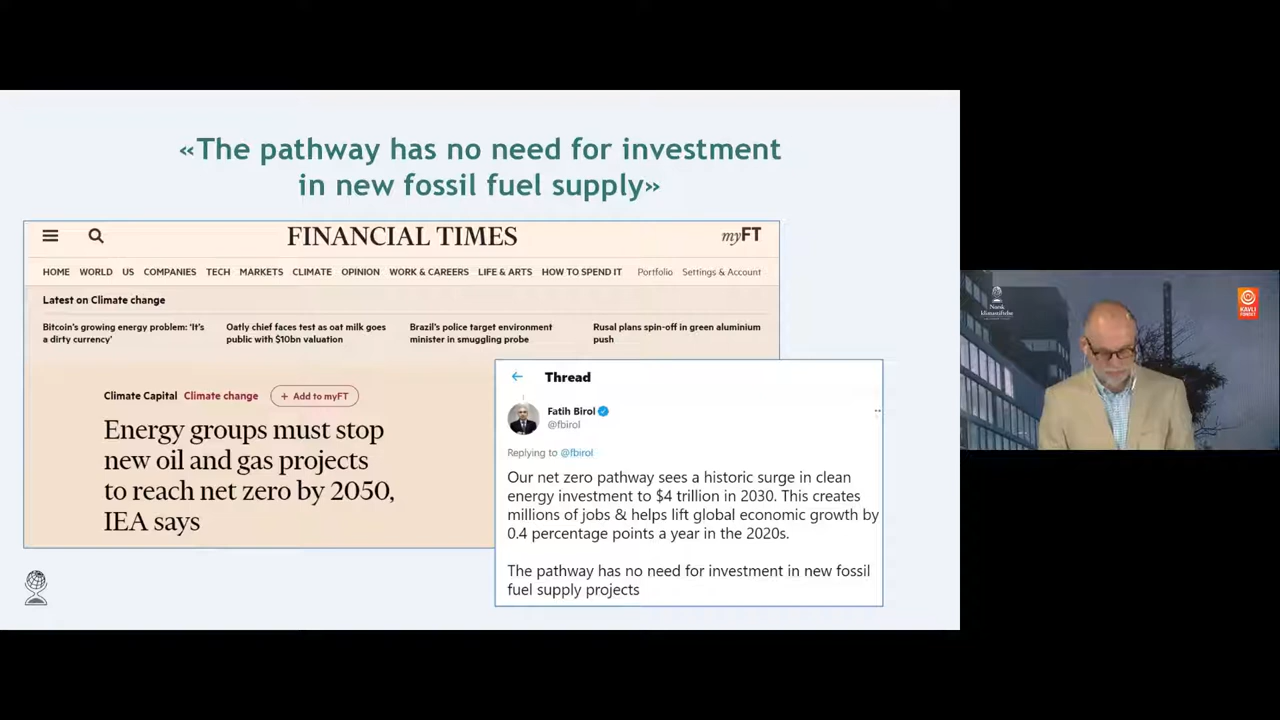 «The pathway has no need for investment
in new fossil fuel supply»
FINANCIAL TIMES
myFT
HOME WORLD US COMPANIES TECH MARKETS CLIMATE OPINION WORK & CAREERS LIFE & ARTS HOW TO SPEND IT Portfolio Settings & Account
Latest on Climate change
Bitcoin's growing energy problem: 'It's
a dirty currency'
Oatly chief faces test as oat milk goes
public with $10bn valuation
Brazil's police target environment
minister in smuggling probe
Rusal plans spin-off in green aluminium
push
Climate Capital Climate change + Add to myFT
Energy groups must stop
new oil and gas projects
to reach net zero by 2050,
IEA says
Thread
Fatih Birol
@fbirol
Replying to @fbirol
Our net zero pathway sees a historic surge in clean
energy investment to $4 trillion in 2030. This creates
millions of jobs & helps lift global economic growth by
0.4 percentage points a year in the 2020s.
The pathway has no need for investment in new fossil
fuel supply projects
Norsk
klimastiftelse
KAVLI
FONDET